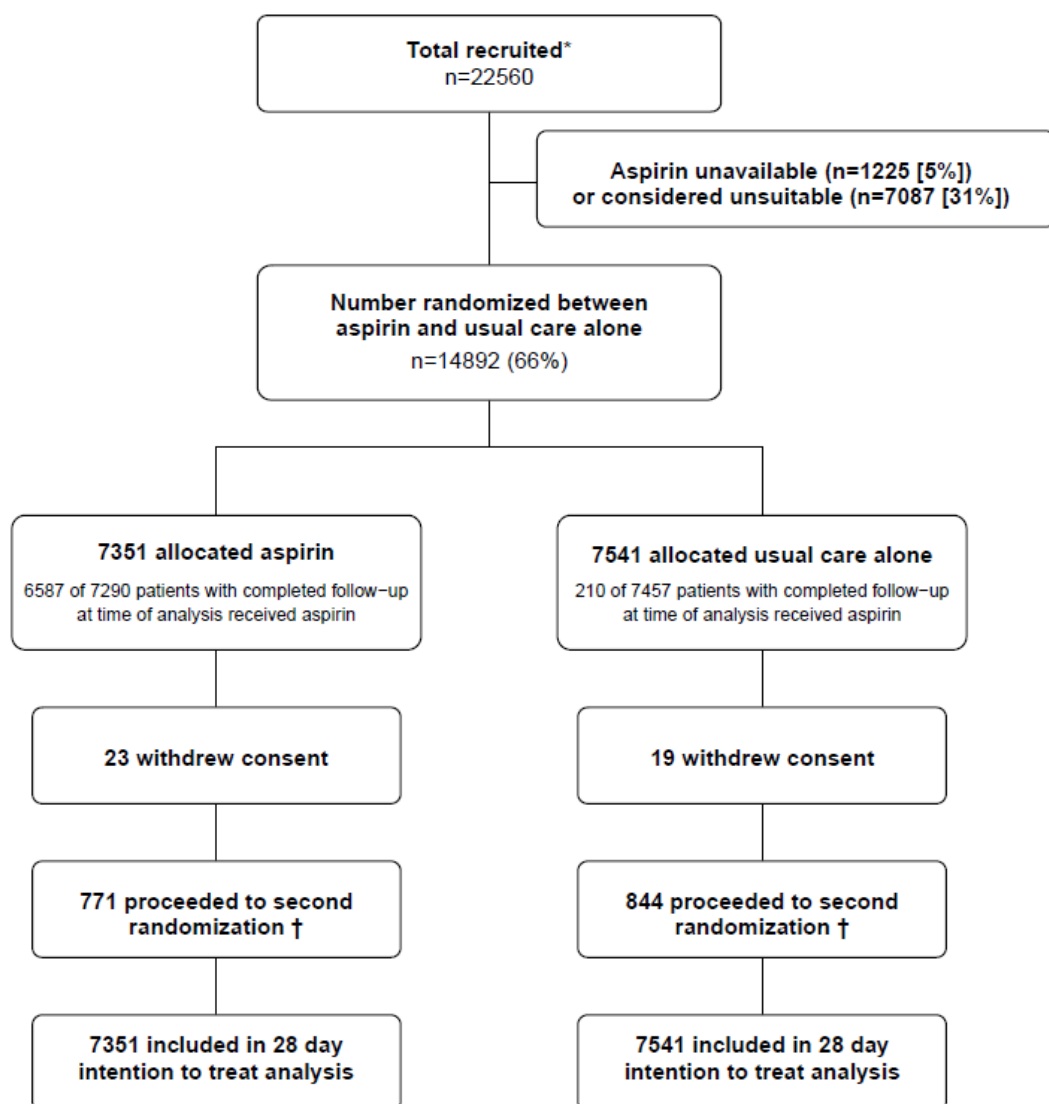 Total recruited*
n=22560
Aspirin unavailable (n=1225 [5%])
or considered unsuitable (n=7087 [31%])
Number randomized between
aspirin and usual care alone
n=14892 (66%)
7351 allocated aspirin
6587 of 7290 patients with completed follow−up
at time of analysis received aspirin
7541 allocated usual care alone
210 of 7457 patients with completed follow−up
at time of analysis received aspirin
23 withdrew consent
19 withdrew consent
771 proceeded to second
randomization †
844 proceeded to second
randomization †
7351 included in 28 day
intention to treat analysis
7541 included in 28 day
intention to treat analysis